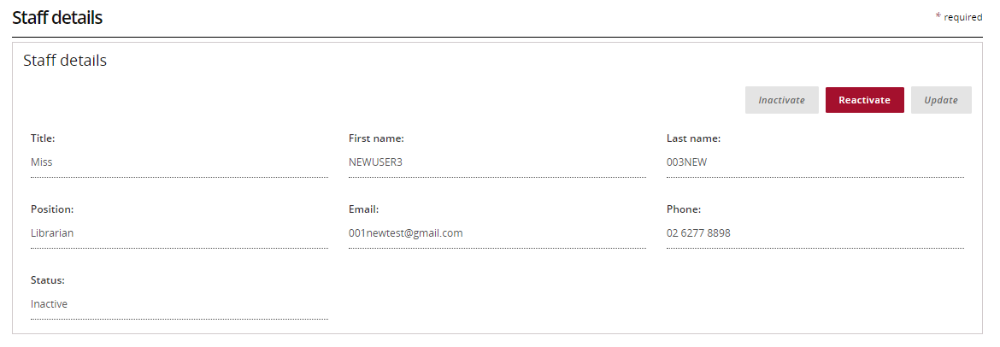 Staff details
* required
Staff details
Inactivate Reactivate Update
Title: First name: Last name:
Miss NEWUSER3 003NEW
Position: Email: Phone:
Librarian 001newtest@gmail.com 02 6277 8898
Status:
Inactive